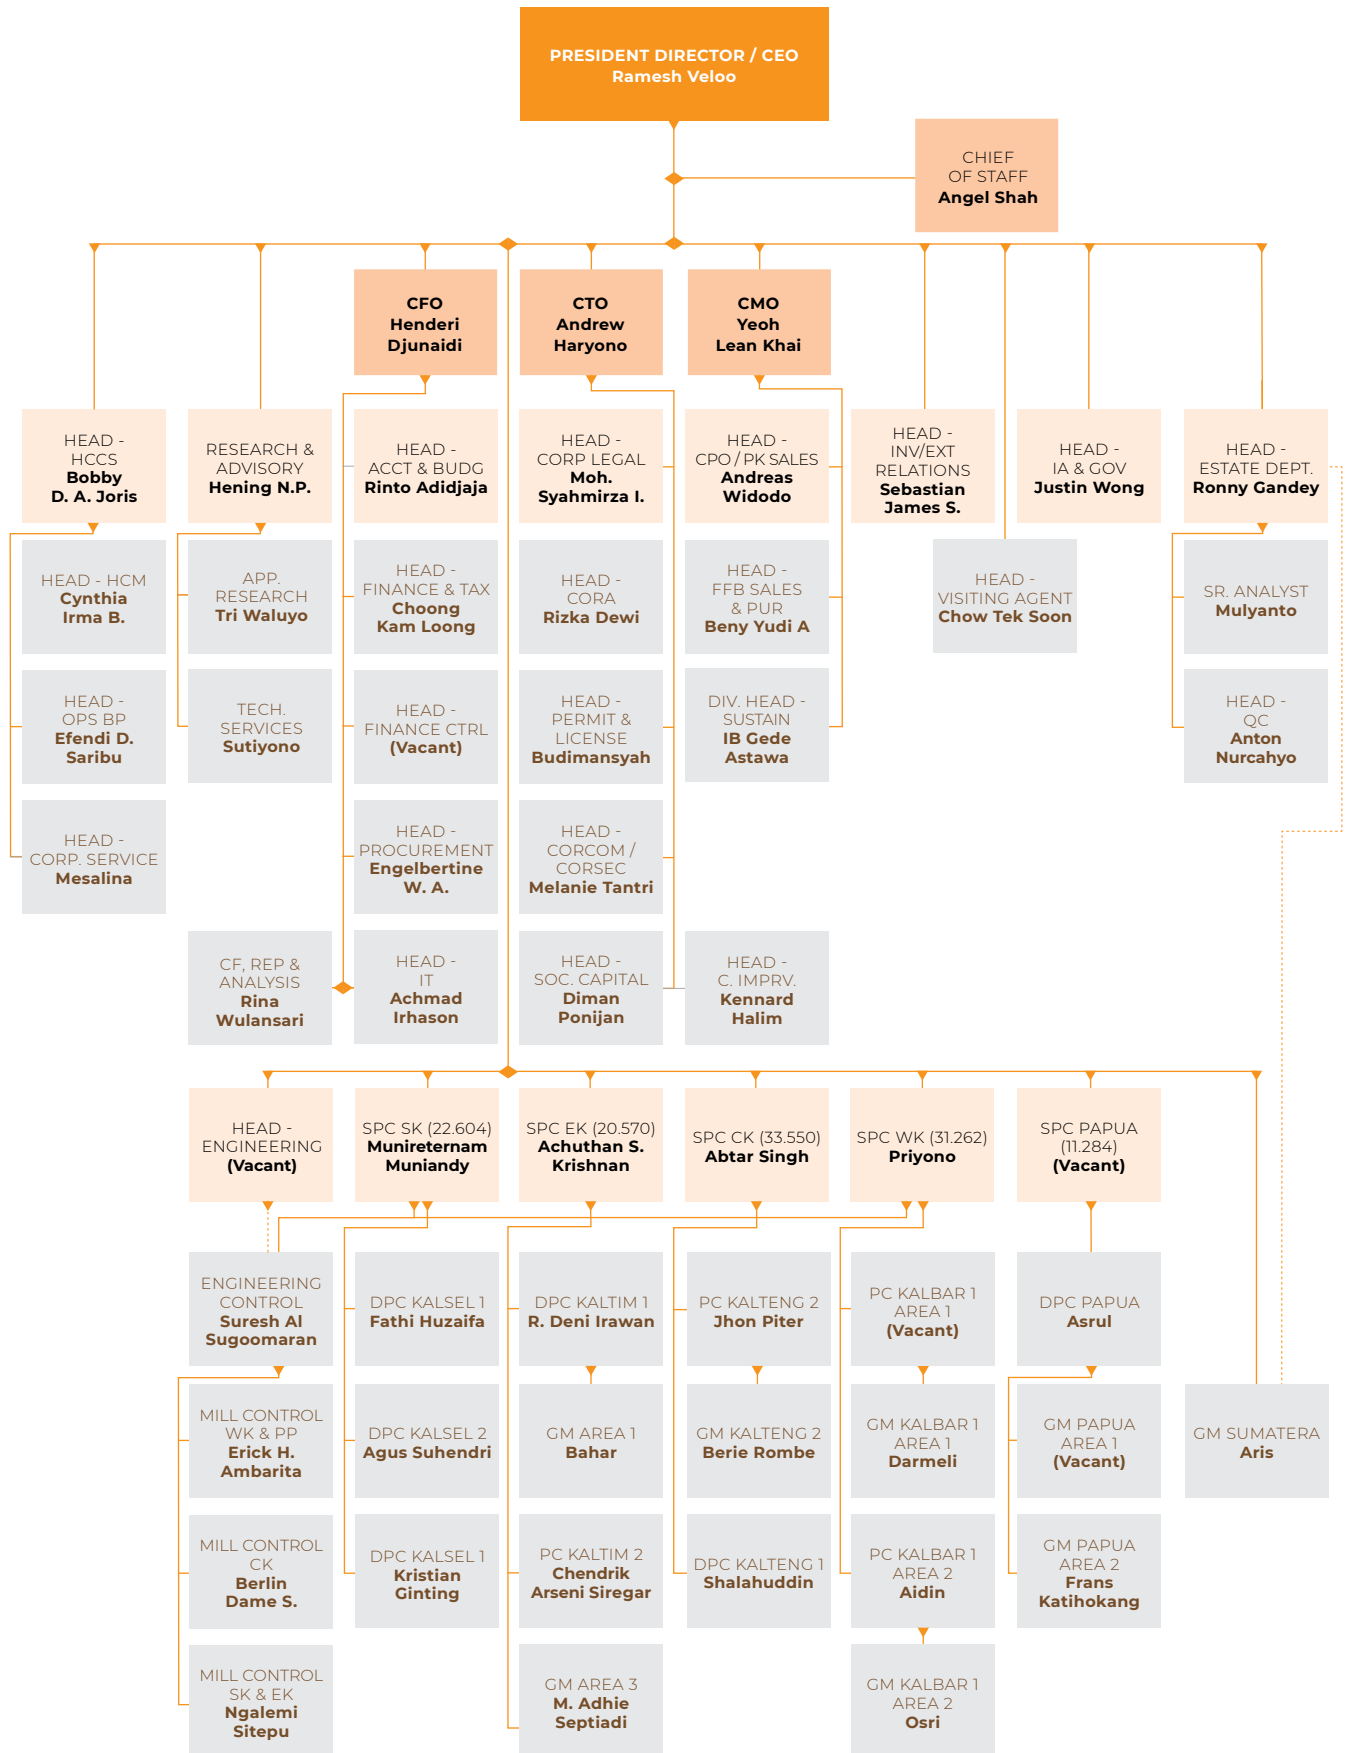 PRESIDENT DIRECTOR / CEO
Ramesh Veloo
CHIEF
OF STAFF
Angel Shah
CFO
Henderi
Djunaidi
CTO
Andrew
Haryono
CMO
Yeoh
Lean Khai
HEAD -
HCCS
Bobby
D. A. Joris
RESEARCH &
ADVISORY
Hening N.P.
HEAD -
ACCT & BUDG
Rinto Adidjaja
HEAD -
CORP LEGAL
Moh.
Syahmirza I.
HEAD -
CPO / PK SALES
Andreas
Widodo
HEAD -
INV/EXT
RELATIONS
Sebastian
James S.
HEAD -
IA & GOV
Justin Wong
HEAD -
ESTATE DEPT.
Ronny Gandey
HEAD - HCM
Cynthia
Irma B.
APP.
RESEARCH
Tri Waluyo
HEAD -
FINANCE & TAX
Choong
Kam Loong
HEAD -
CORA
Rizka Dewi
HEAD -
FFB SALES
& PUR
Beny Yudi A
HEAD -
VISITING AGENT
Chow Tek Soon
SR. ANALYST
Mulyanto
HEAD -
OPS BP
Efendi D.
Saribu
TECH.
SERVICES
Sutiyono
HEAD -
FINANCE CTRL
(Vacant)
HEAD -
PERMIT &
LICENSE
Budimansyah
DIV. HEAD -
SUSTAIN
IB Gede
Astawa
HEAD -
QC
Anton
Nurcahyo
HEAD -
CORP. SERVICE
Mesalina
HEAD -
PROCUREMENT
Engelbertine
W. A.
HEAD -
CORCOM /
CORSEC
Melanie Tantri
CF, REP &
ANALYSIS
Rina
Wulansari
HEAD -
IT
Achmad
Irhason
HEAD -
SOC. CAPITAL
Diman
Ponijan
HEAD -
C. IMPRV.
Kennard
Halim
HEAD -
ENGINEERING
(Vacant)
SPC SK (22.604)
Munireternam
Muniandy
SPC EK (20.570)
Achuthan S.
Krishnan
SPC CK (33.550)
Abtar Singh
SPC WK (31.262)
Priyono
SPC PAPUA
(11.284)
(Vacant)
ENGINEERING
CONTROL
Suresh Al
Sugoomaran
DPC KALSEL 1
Fathi Huzaifa
DPC KALTIM 1
R. Deni Irawan
PC KALTENG 2
Jhon Piter
PC KALBAR 1
AREA 1
(Vacant)
DPC PAPUA
Asrul
MILL CONTROL
WK & PP
Erick H.
Ambarita
DPC KALSEL 2
Agus Suhendri
GM AREA 1
Bahar
GM KALTENG 2
Berie Rombe
GM KALBAR 1
AREA 1
Darmeli
GM PAPUA
AREA 1
(Vacant)
GM SUMATERA
Aris
MILL CONTROL
CK
Berlin
Dame S.
DPC KALSEL 1
Kristian
Ginting
PC KALTIM 2
Chendrik
Arseni Siregar
DPC KALTENG 1
Shalahuddin
PC KALBAR 1
AREA 2
Aidin
GM PAPUA
AREA 2
Frans
Katihokang
MILL CONTROL
SK & EK
Ngalemi
Sitepu
GM AREA 3
M. Adhie
Septiadi
GM KALBAR 1
AREA 2
Osri